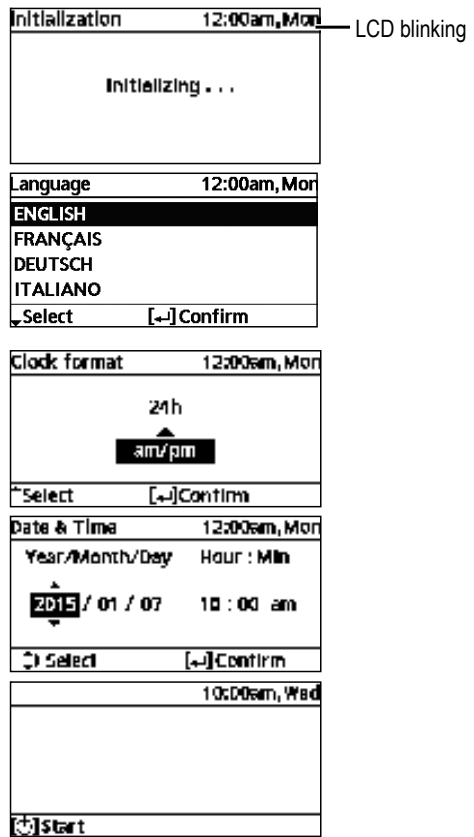 Initialization 12:00am,Mon
LCD blinking
Initializing . . .
Language 12:00am,Mon
ENGLISH
FRANÇAIS
DEUTSCH
ITALIANO
Select [↵] Confirm
Clock format 12:00am,Mon
24h
am/pm
Select [↵]Confirm
Date & Time 12:00am,Mon
Year/Month/Day Hour : Min
2015 / 01 / 07 10 : 00 am
Select [↵]Confirm
10:00am,Wed
[⏻]Start